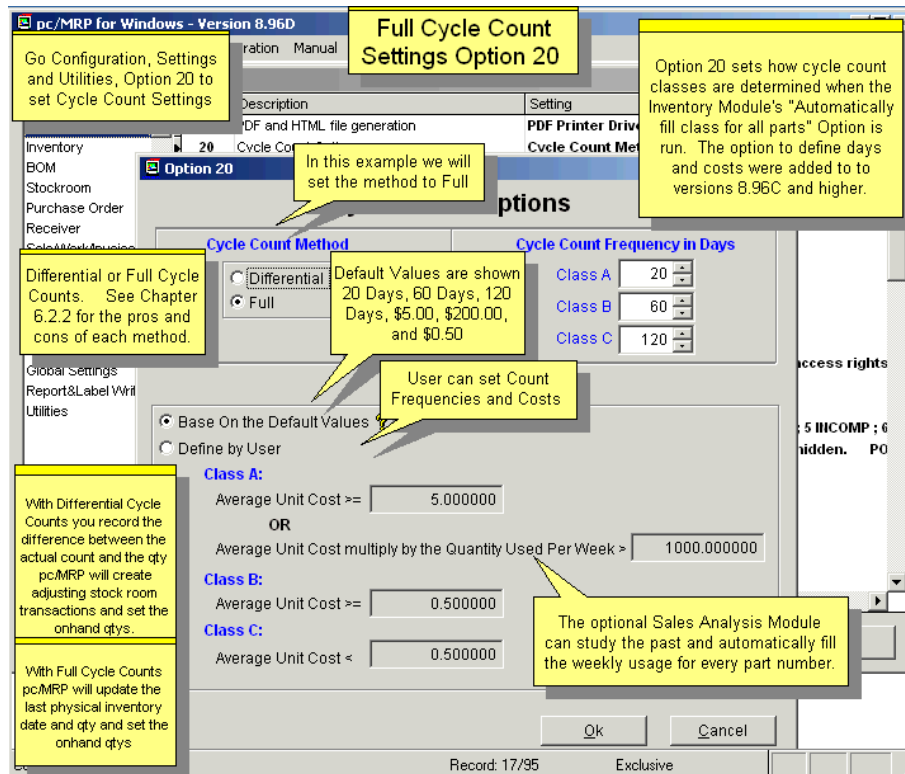 pc/MRP for Windows - Version 8.96D
Full Cycle Count
Settings Option 20
Go Configuration, Settings
and Utilities, Option 20 to
set Cycle Count Settings
Manual
Option 20 sets how cycle count
classes are determined when the
Inventory Module's "Automatically
fill class for all parts" Option is
run. The option to define days
and costs were added to to
versions 8.96C and higher.
Description
Setting
PDF and HTML file generation
PDF Printer Drive
20
Cycle
Cycle Count Met
Inventory
BOM
Stockroom
Purchase Order
Receiver
In this example we will
set the method to Full
Option 20
ptions
Cycle Count Method
Differential
Full
Cycle Count Frequency in Days
Class A 20
Class B 60
Class C 120
Differential or Full Cycle
Counts. See Chapter
6.2.2 for the pros and
cons of each method.
Default Values are shown
20 Days, 60 Days, 120
Days, $5.00, $200.00,
and $0.50
Global Settings
Report&Label Writ
Utilities
User can set Count
Frequencies and Costs
access rights
; 5 INCOMP ; 6
hidden. PO
Base On the Default Values
Define by User
Class A:
Average Unit Cost >= 5.000000
OR
Average Unit Cost multiply by the Quantity Used Per Week > 1000.000000
Class B:
Average Unit Cost >= 0.500000
Class C:
Average Unit Cost < 0.500000
With Differential Cycle
Counts you record the
difference between the
actual count and the qty
pc/MRP will create
adjusting stock room
transactions and set the
onhand qtys.
The optional Sales Analysis Module
can study the past and automatically fill
the weekly usage for every part number.
With Full Cycle Counts
pc/MRP will update the
last physical inventory
date and qty and set the
onhand qtys
Ok
Cancel
Record: 17/95
Exclusive